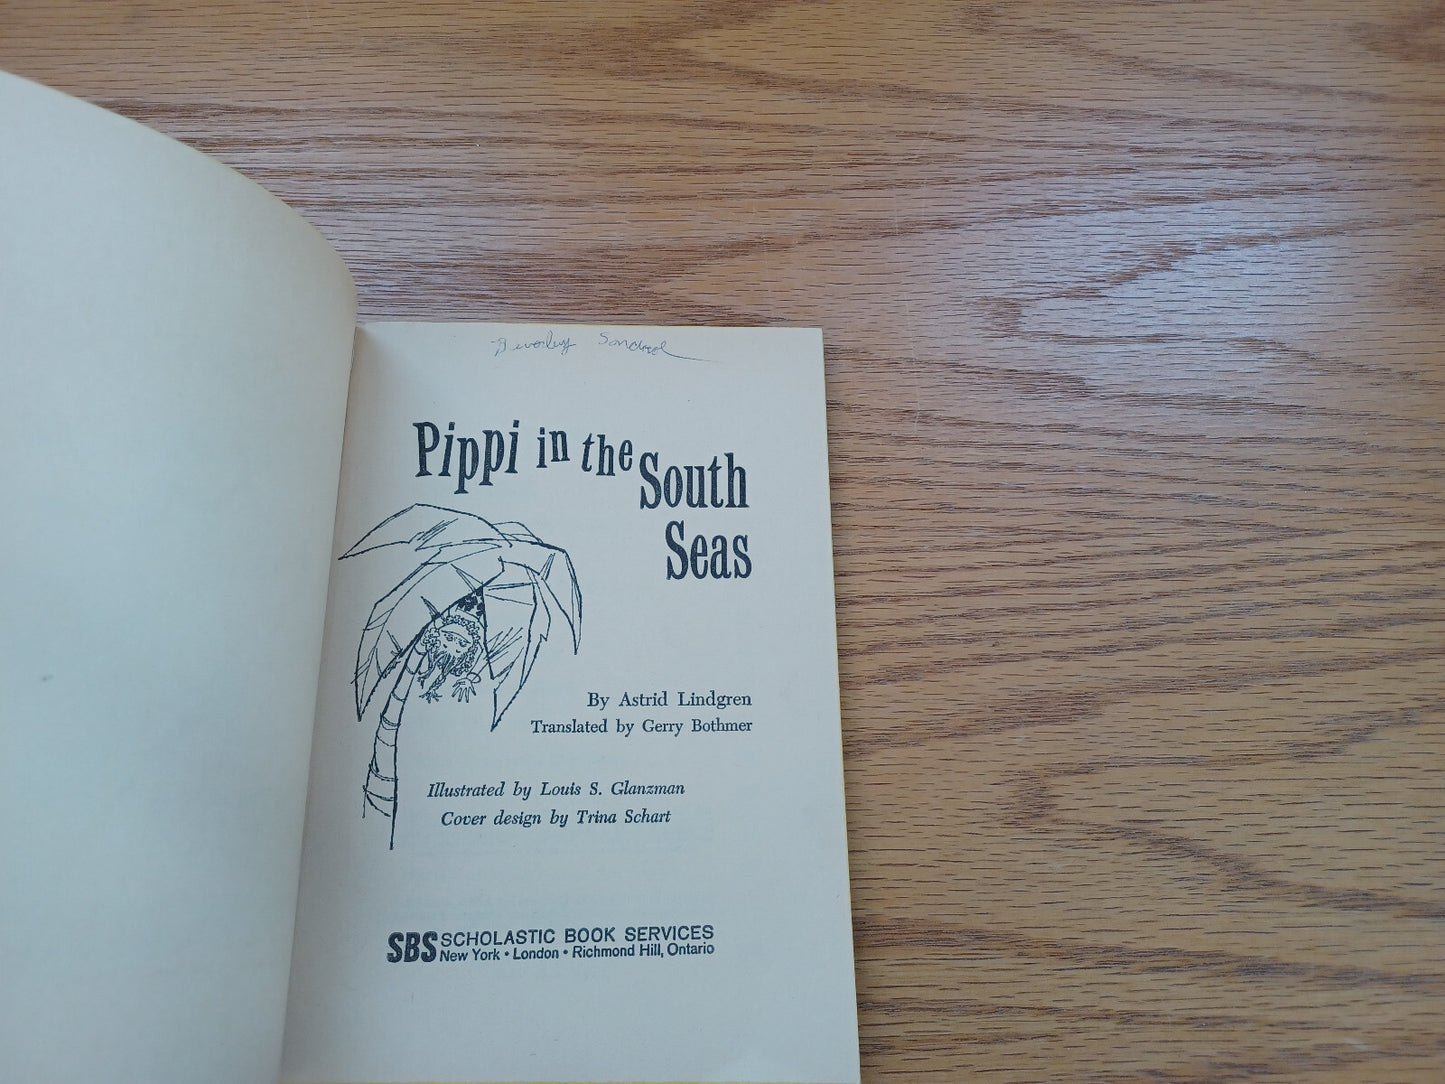 Beverley
Pippi in the South
Seas
By Astrid Lindgren
Translated by Gerry Bothmer
Illustrated by Louis S. Glanzman
Cover design by Trina Schart
SBS SCHOLASTIC BOOK SERVICES
New York • London • Richmond Hill, Ontario